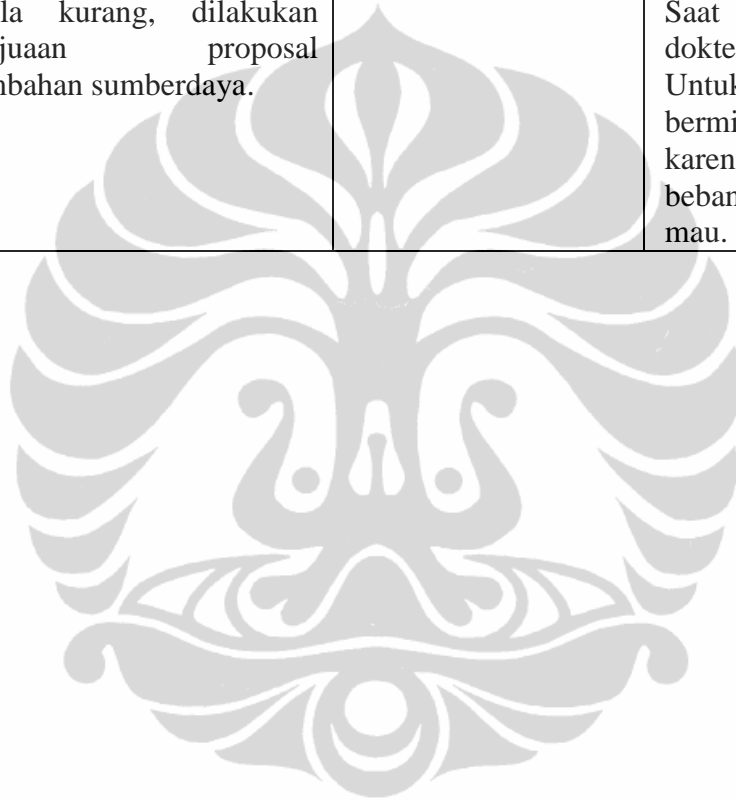 la kurang, dilakukan
juaan proposal
nbahan sumberdaya.
Saat
dokte
Untuk
bermi
karen
beban
mau.